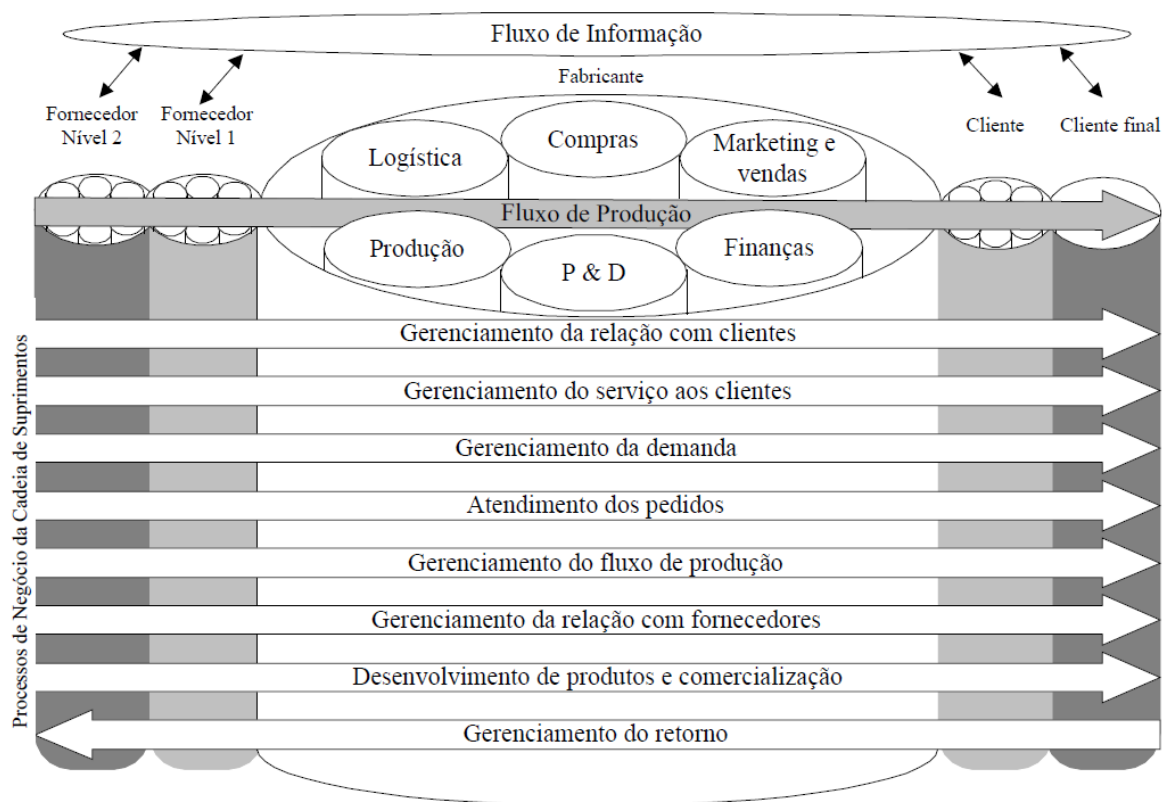 Fluxo de Informação
Fabricante
Fornecedor
Nível 2
Fornecedor
Nível 1
Cliente
Cliente final
Logística
Compras
Marketing e
vendas
Fluxo de Produção
Produção
P & D
Finanças
Processos de Negócio da Cadeia de Suprimentos
Gerenciamento da relação com clientes
Gerenciamento do serviço aos clientes
Gerenciamento da demanda
Atendimento dos pedidos
Gerenciamento do fluxo de produção
Gerenciamento da relação com fornecedores
Desenvolvimento de produtos e comercialização
Gerenciamento do retorno